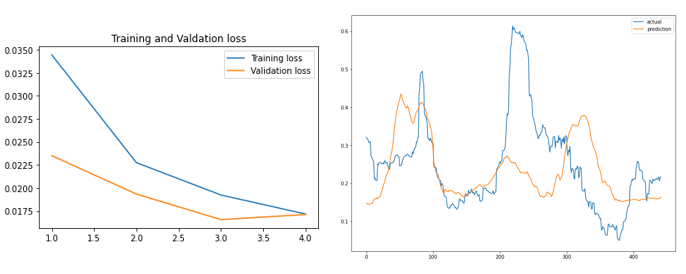 Training and Valdation loss
Training loss
Validation loss
0.0350
0.0325
0.0300
0.0275
0.0250
0.0225
0.0200
0.0175
1.0 1.5 2.0 2.5 3.0 3.5 4.0
actual
prediction
0.6
0.5
0.4
0.3
0.2
0.1
0 100 200 300 400